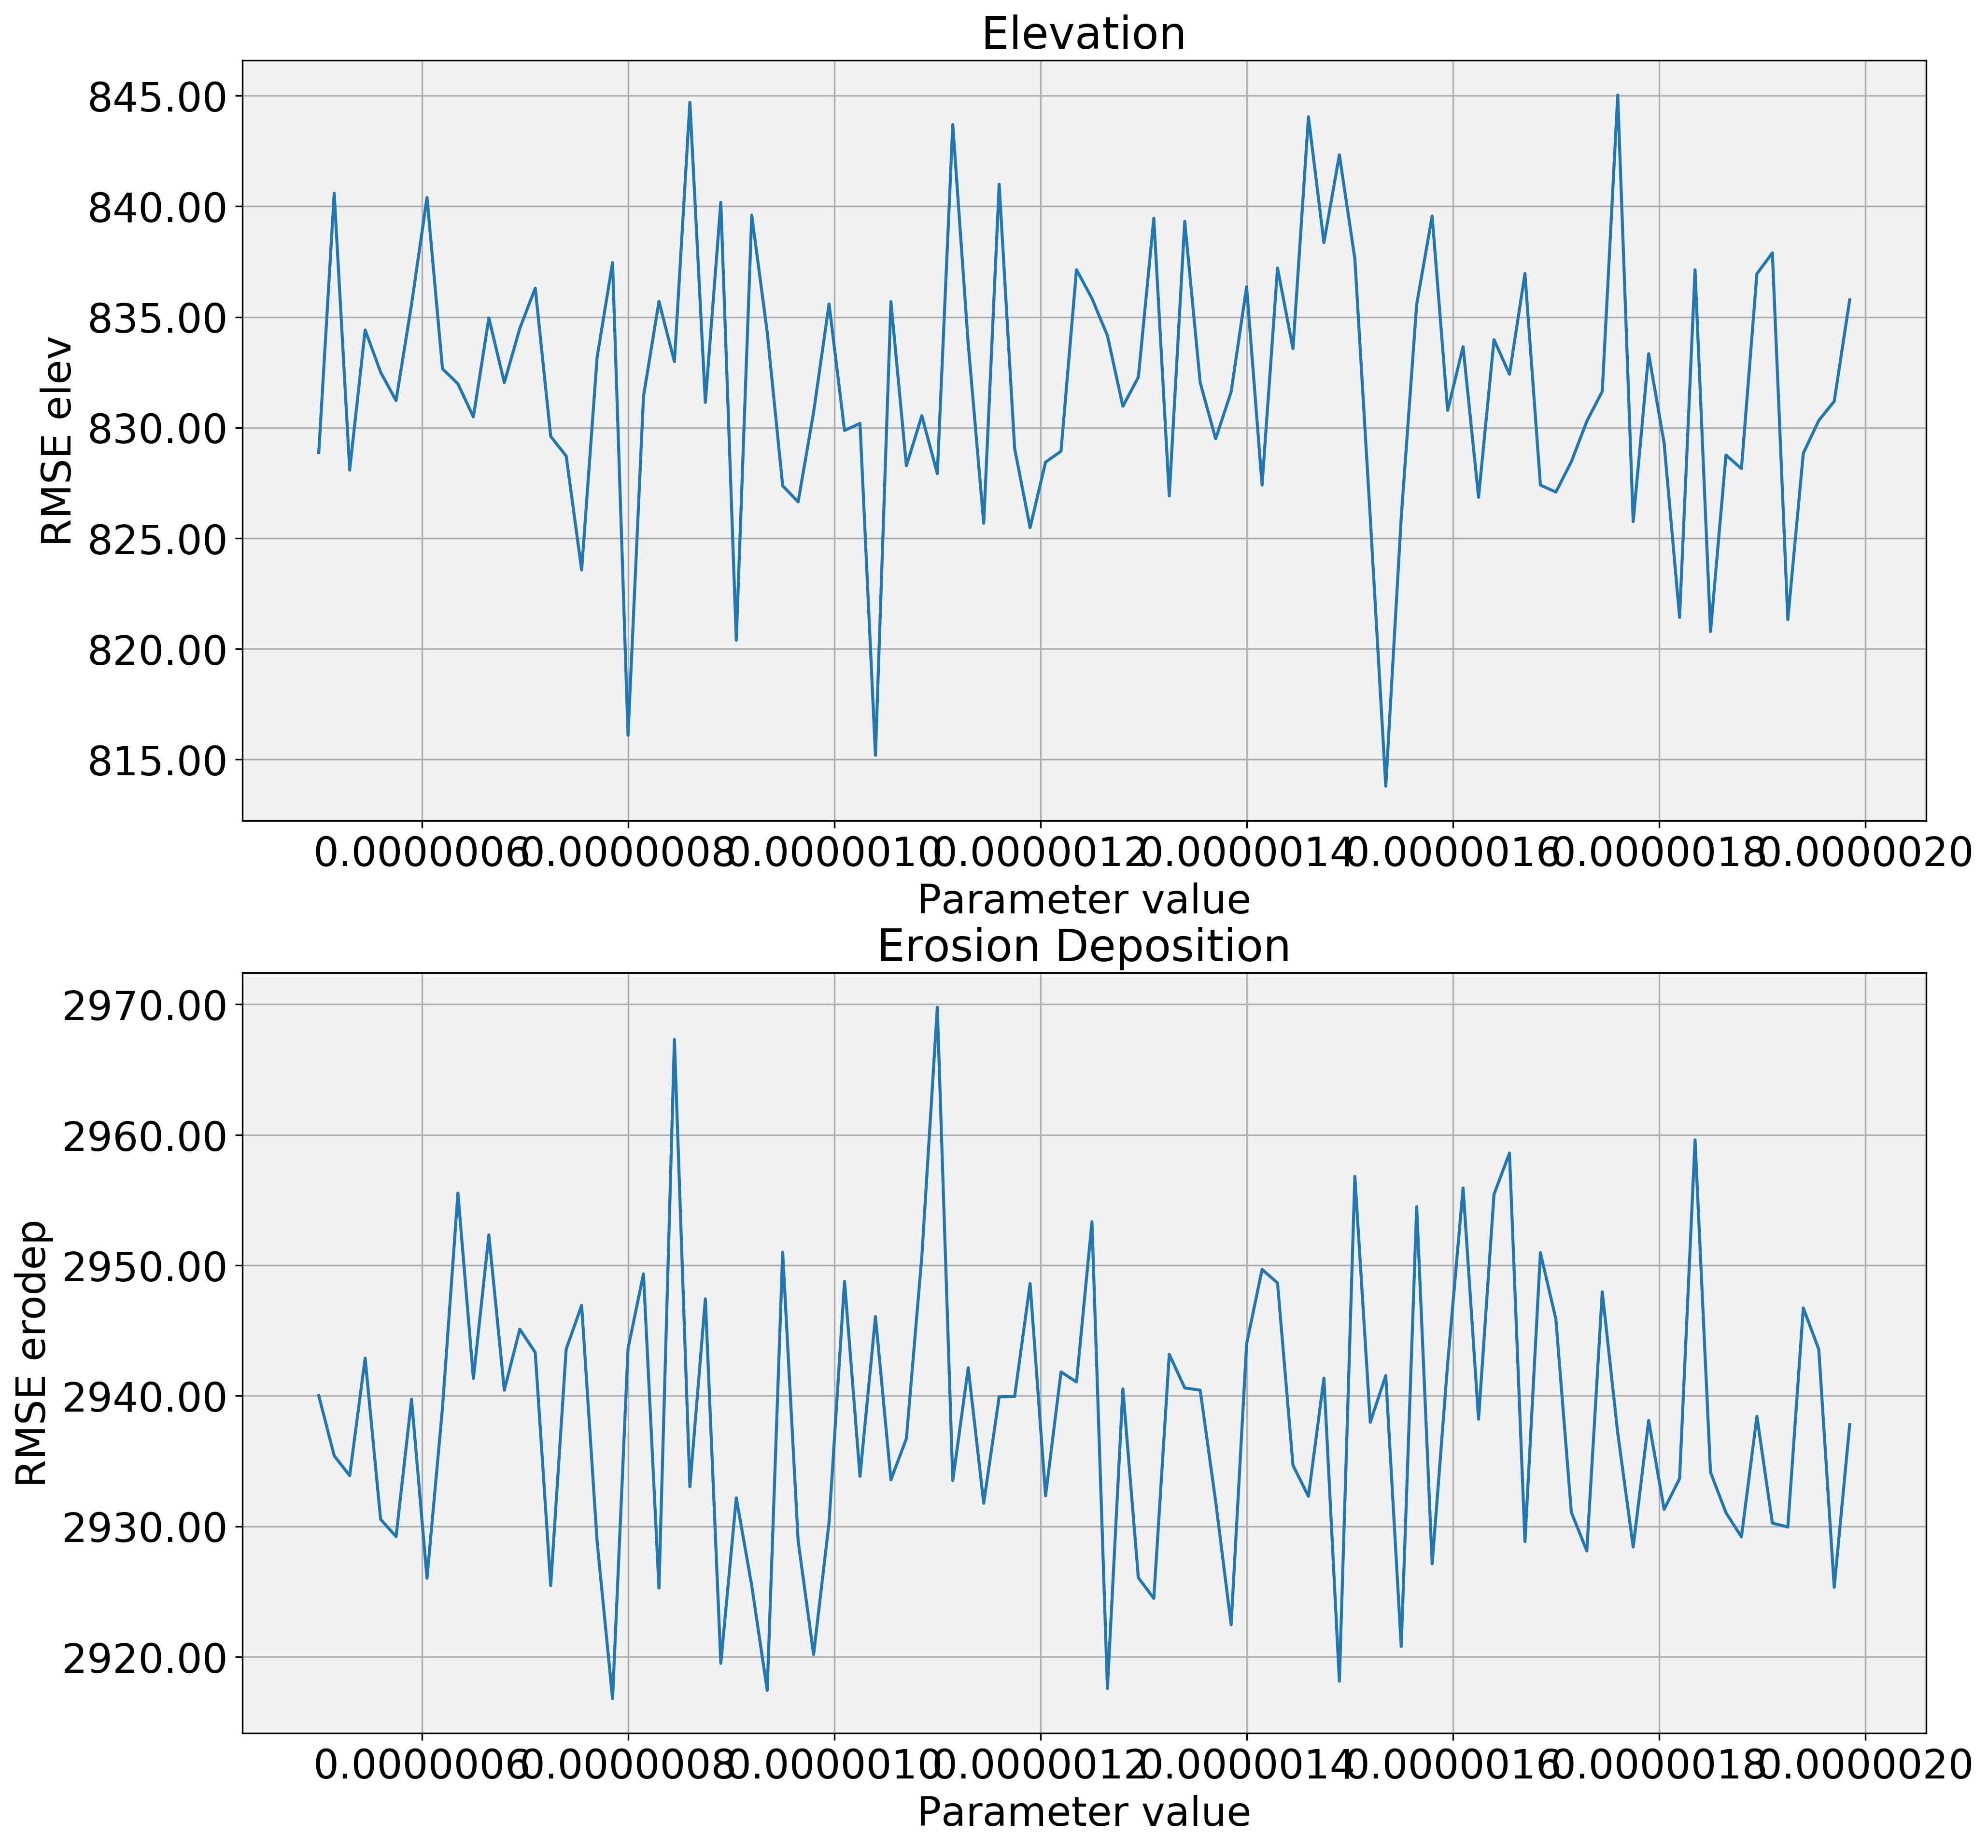 Elevation
845.00
840.00
835.00
830.00
825.00
820.00
815.00
RMSE elev
0.0000006 0.0000008 0.0000010 0.0000012 0.0000014 0.0000016 0.0000018 0.0000020
Parameter value
Erosion Deposition
2970.00
2960.00
2950.00
2940.00
2930.00
2920.00
RMSE erodep
0.0000006 0.0000008 0.0000010 0.0000012 0.0000014 0.0000016 0.0000018 0.0000020
Parameter value